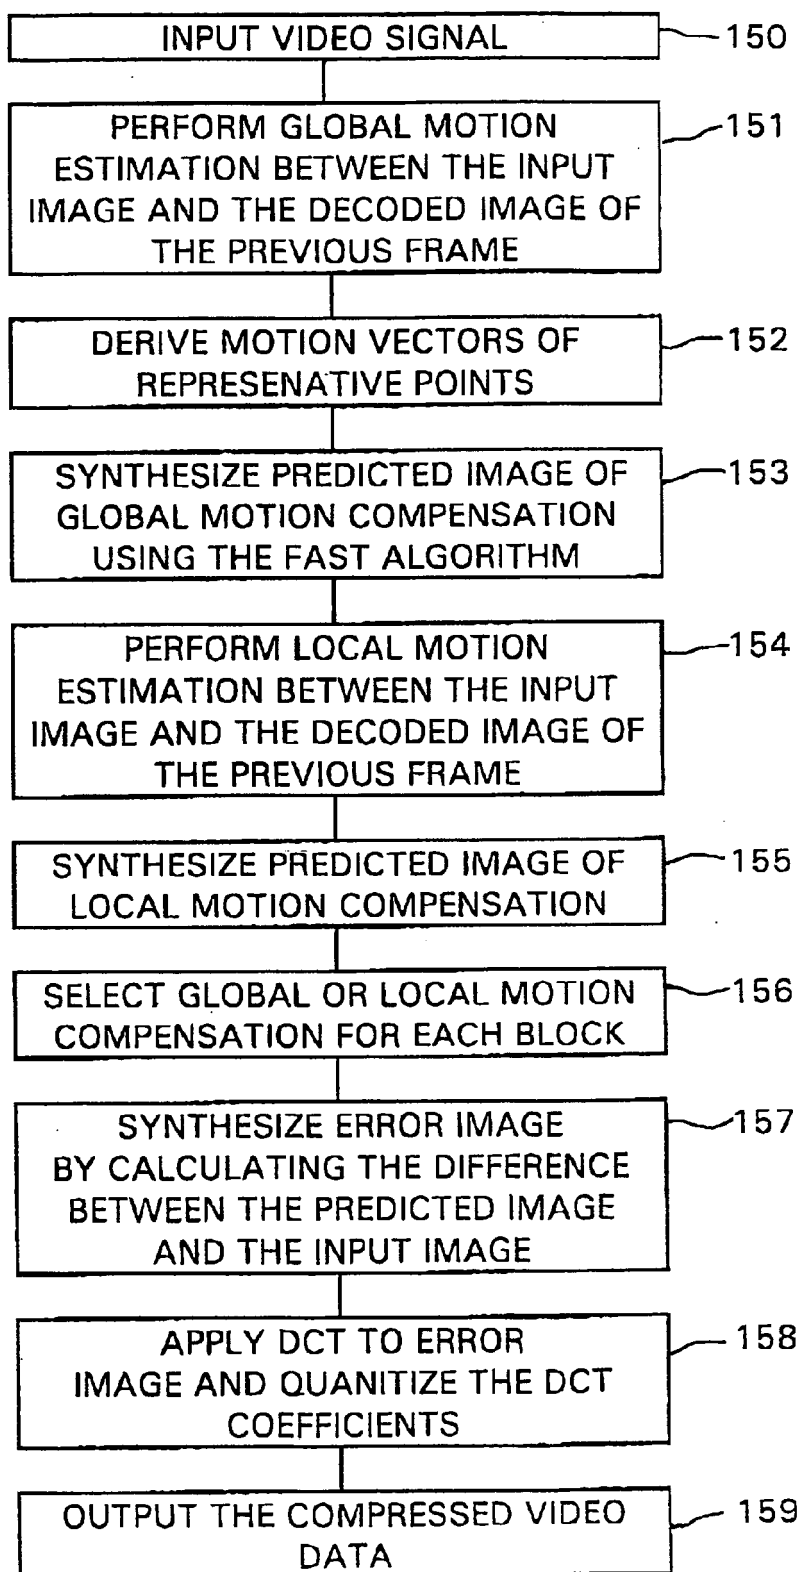 INPUT VIDEO SIGNAL
150
PERFORM GLOBAL MOTION
ESTIMATION BETWEEN THE INPUT
IMAGE AND THE DECODED IMAGE OF
THE PREVIOUS FRAME
151
DERIVE MOTION VECTORS OF
REPRESENATIVE POINTS
152
SYNTHESIZE PREDICTED IMAGE OF
GLOBAL MOTION COMPENSATION
USING THE FAST ALGORITHM
153
PERFORM LOCAL MOTION
ESTIMATION BETWEEN THE INPUT
IMAGE AND THE DECODED IMAGE OF
THE PREVIOUS FRAME
154
SYNTHESIZE PREDICTED IMAGE OF
LOCAL MOTION COMPENSATION
155
SELECT GLOBAL OR LOCAL MOTION
COMPENSATION FOR EACH BLOCK
156
SYNTHESIZE ERROR IMAGE
BY CALCULATING THE DIFFERENCE
BETWEEN THE PREDICTED IMAGE
AND THE INPUT IMAGE
157
APPLY DCT TO ERROR
IMAGE AND QUANITIZE THE DCT
COEFFICIENTS
158
OUTPUT THE COMPRESSED VIDEO
DATA
159